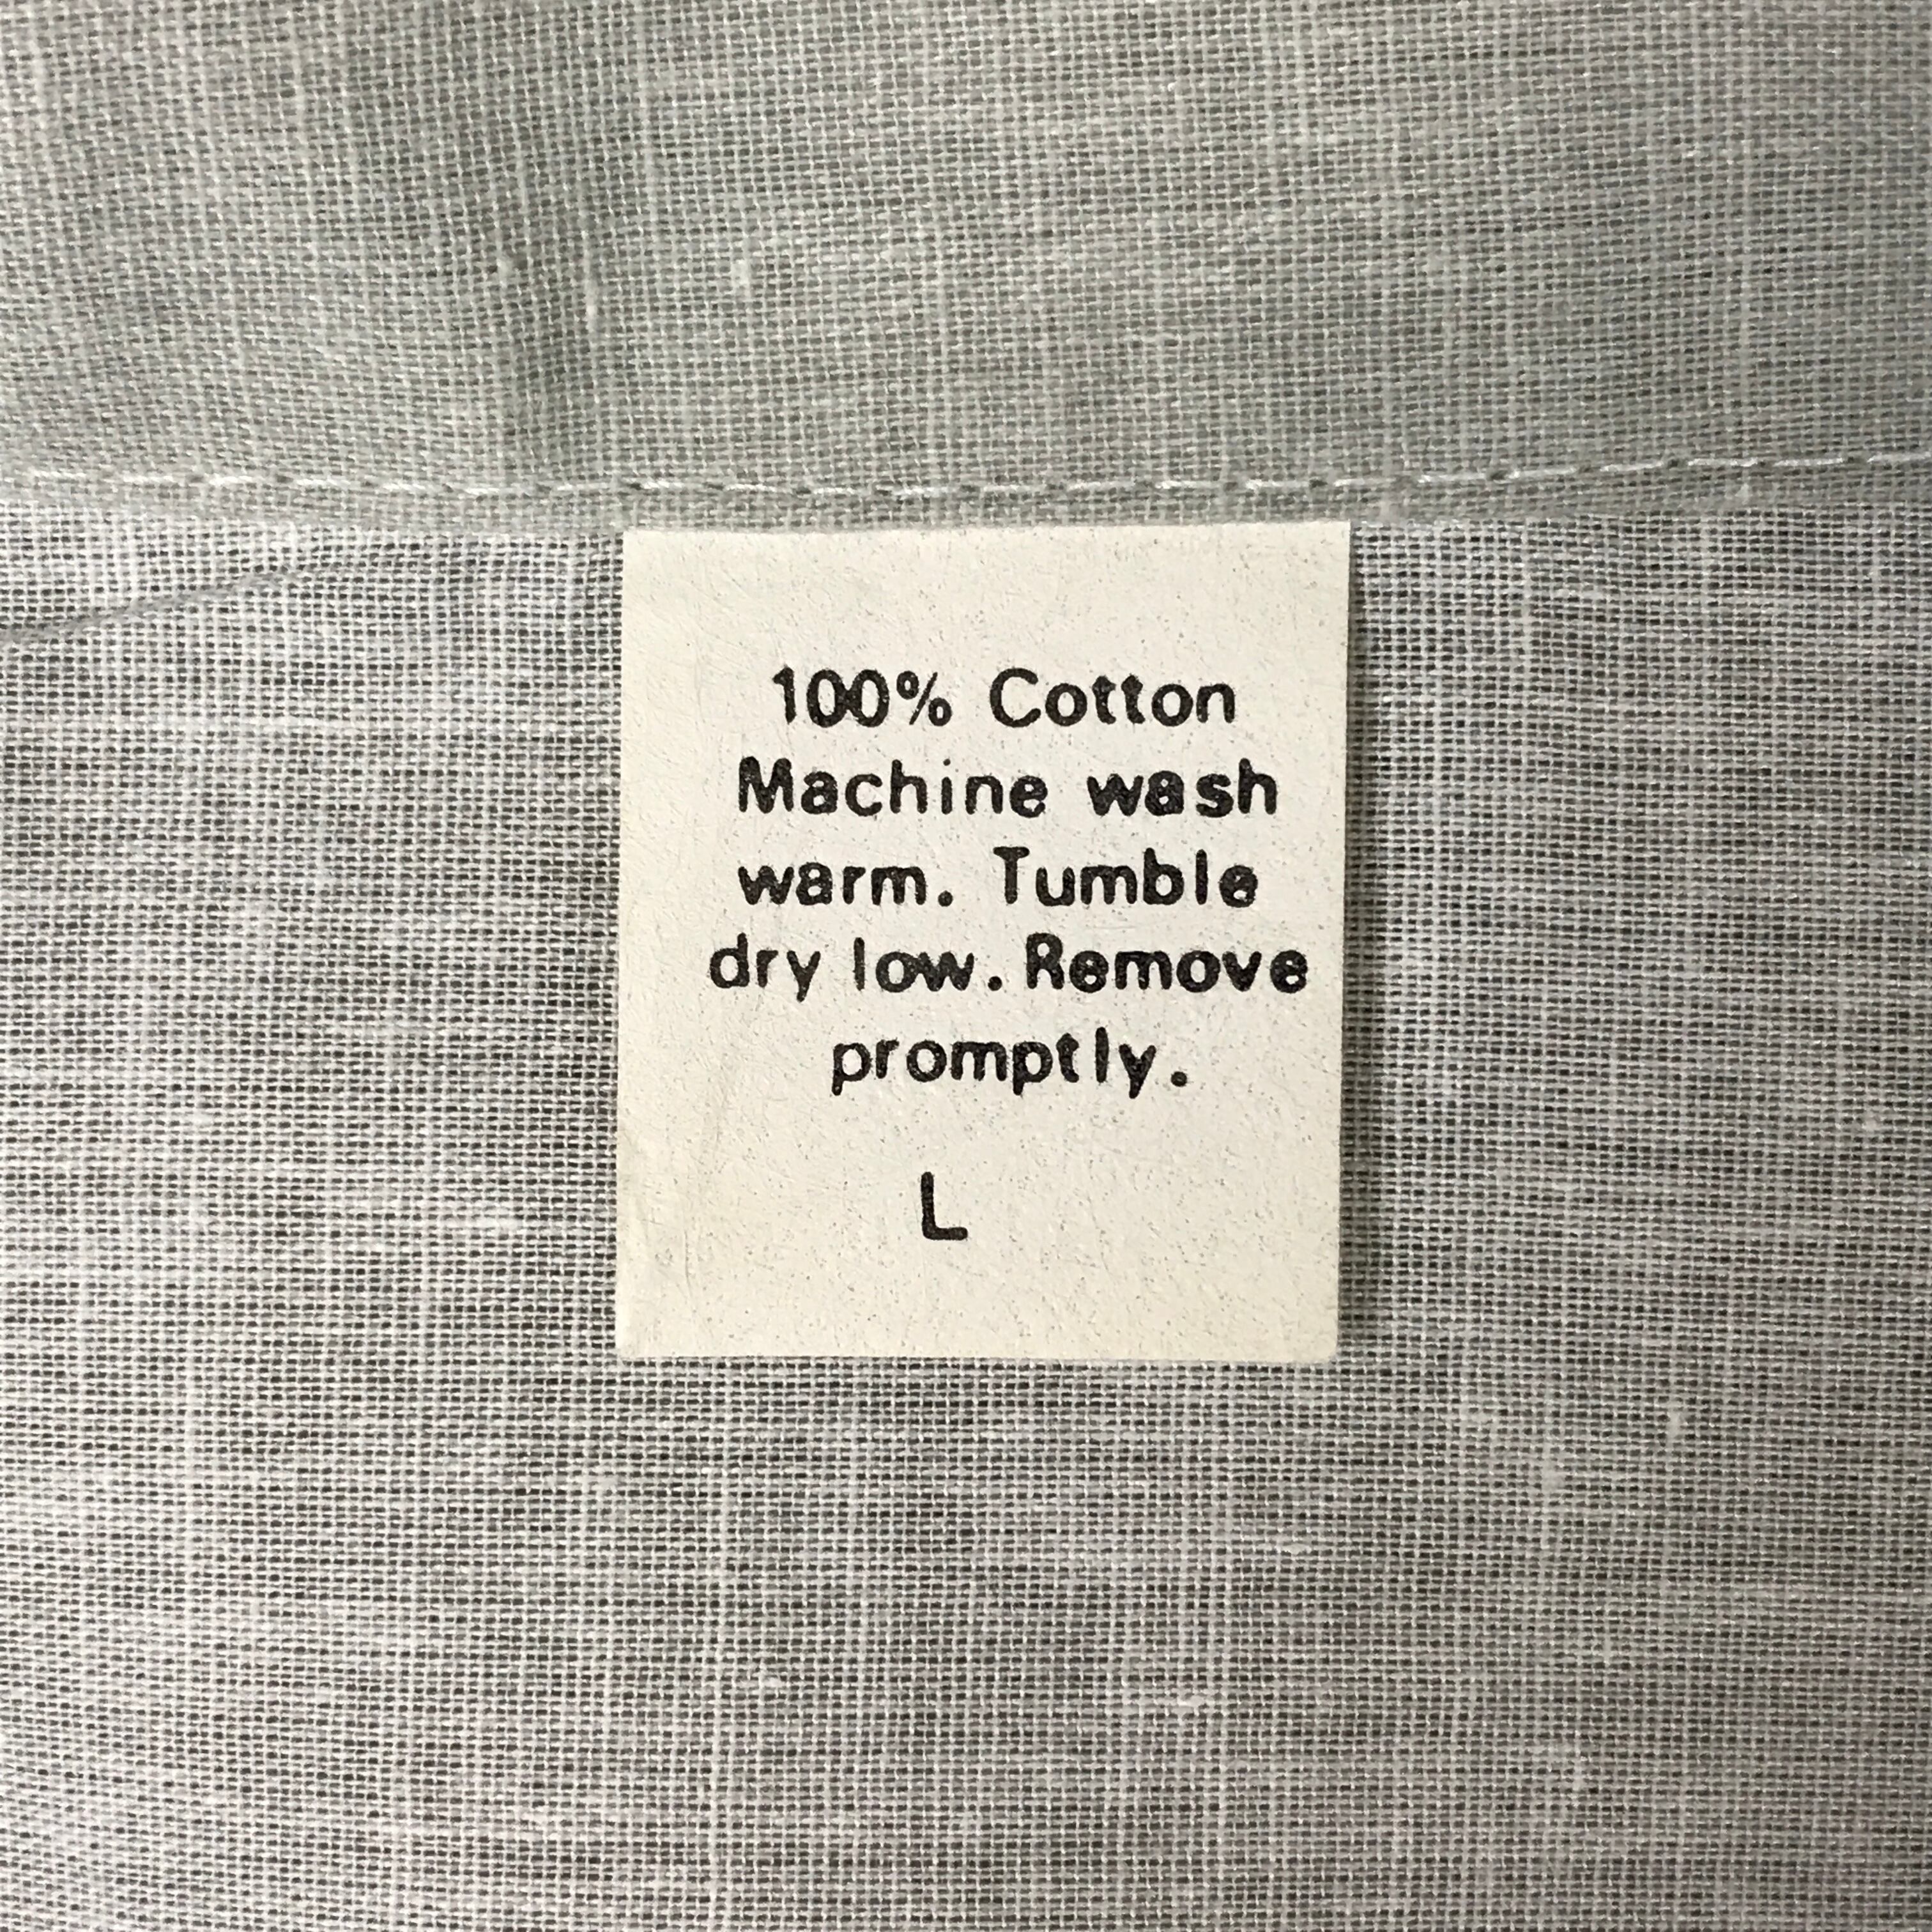 100% Cotton
Machine wash
warm. Tumble
dry low. Remove
promptly.
L